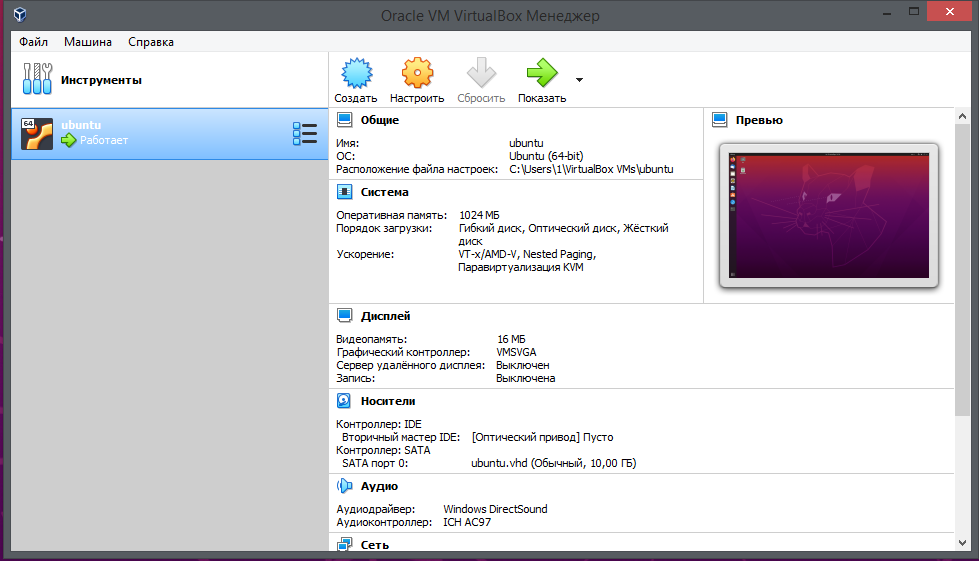 Oracle VM VirtualBox Менеджер
Файл Машина Справка
Инструменты
Создать Настроить Сбросить Показать
64
ubuntu
Работает
Общие
Имя: ubuntu
ОС: Ubuntu (64-bit)
Расположение файла настроек: C:\Users\1\VirtualBox VMs\ubuntu
Превью
Система
Оперативная память: 1024 МБ
Порядок загрузки: Гибкий диск, Оптический диск, Жёсткий
диск
Ускорение: VT-x/AMD-V, Nested Paging,
Паравиртуализация KVM
Дисплей
Видеопамять: 16 МБ
Графический контроллер: VMSVGA
Сервер удалённого дисплея: Выключен
Запись: Выключена
Носители
Контроллер: IDE
Вторичный мастер IDE: [Оптический привод] Пусто
Контроллер: SATA
SATA порт 0: ubuntu.vhd (Обычный, 10,00 ГБ)
Аудио
Аудиодрайвер: Windows DirectSound
Аудиоконтроллер: ICH AC97
Сеть